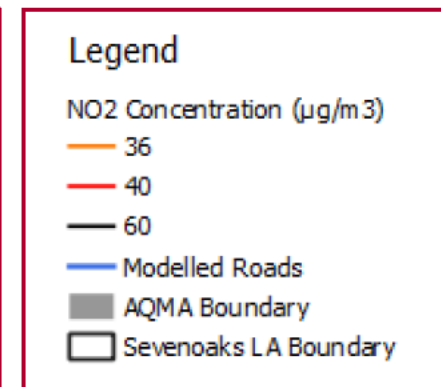 Legend
NO2 Concentration (µg/m3)
36
40
60
Modelled Roads
AQMA Boundary
Sevenoaks LA Boundary